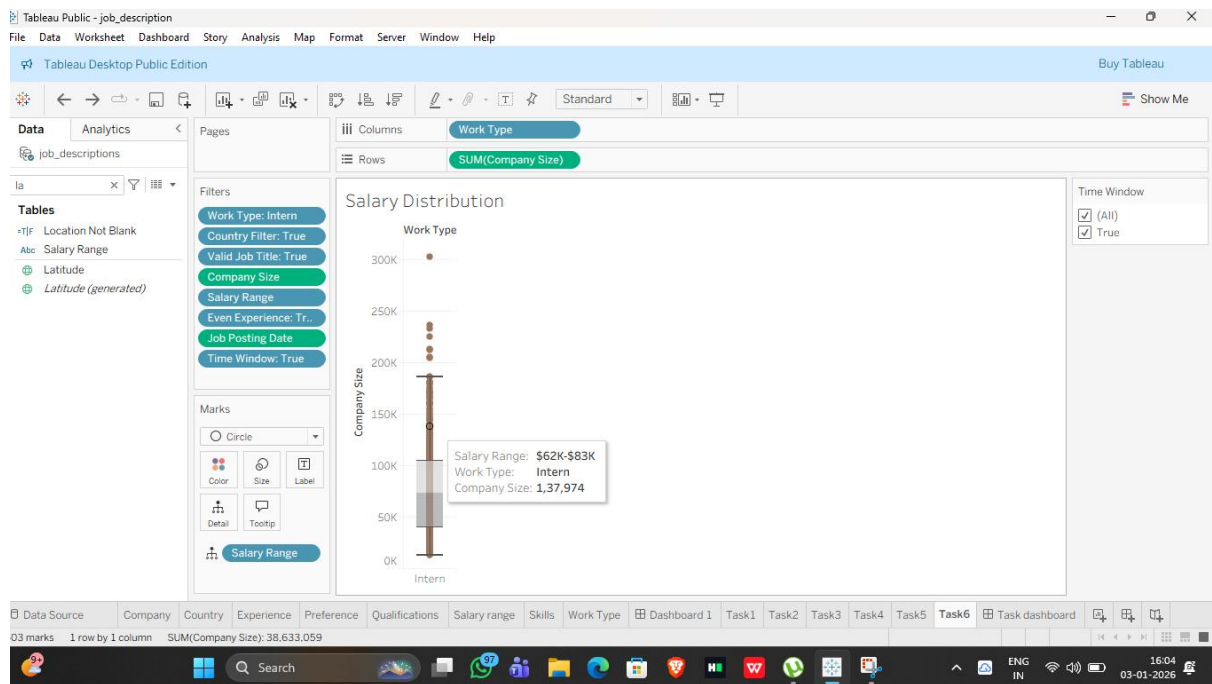 Tableau Public - job_description
File Data Worksheet Dashboard Story Analysis Map Format Server Window Help
Tableau Desktop Public Edition Buy Tableau
Standard Show Me
Data Analytics Pages Columns Work Type
job_descriptions Rows SUM(Company Size)
la
Tables
=T|F Location Not Blank
Abc Salary Range
Latitude
Latitude (generated)
Filters
Work Type: Intern
Country Filter: True
Valid Job Title: True
Company Size
Salary Range
Even Experience: Tr..
Job Posting Date
Time Window: True
Marks
Circle
Color Size Label
Detail Tooltip
Salary Range
Salary Distribution
Work Type
300K
250K
200K
150K
100K
50K
0K
Company Size
Intern
Salary Range: $62K-$83K
Work Type: Intern
Company Size: 1,37,974
Time Window
(All)
True
Data Source Company Country Experience Preference Qualifications Salary range Skills Work Type Dashboard 1 Task1 Task2 Task3 Task4 Task5 Task6 Task dashboard
03 marks 1 row by 1 column SUM(Company Size): 38,633,059
9+ Search 97 ENG 16:04
IN 03-01-2026